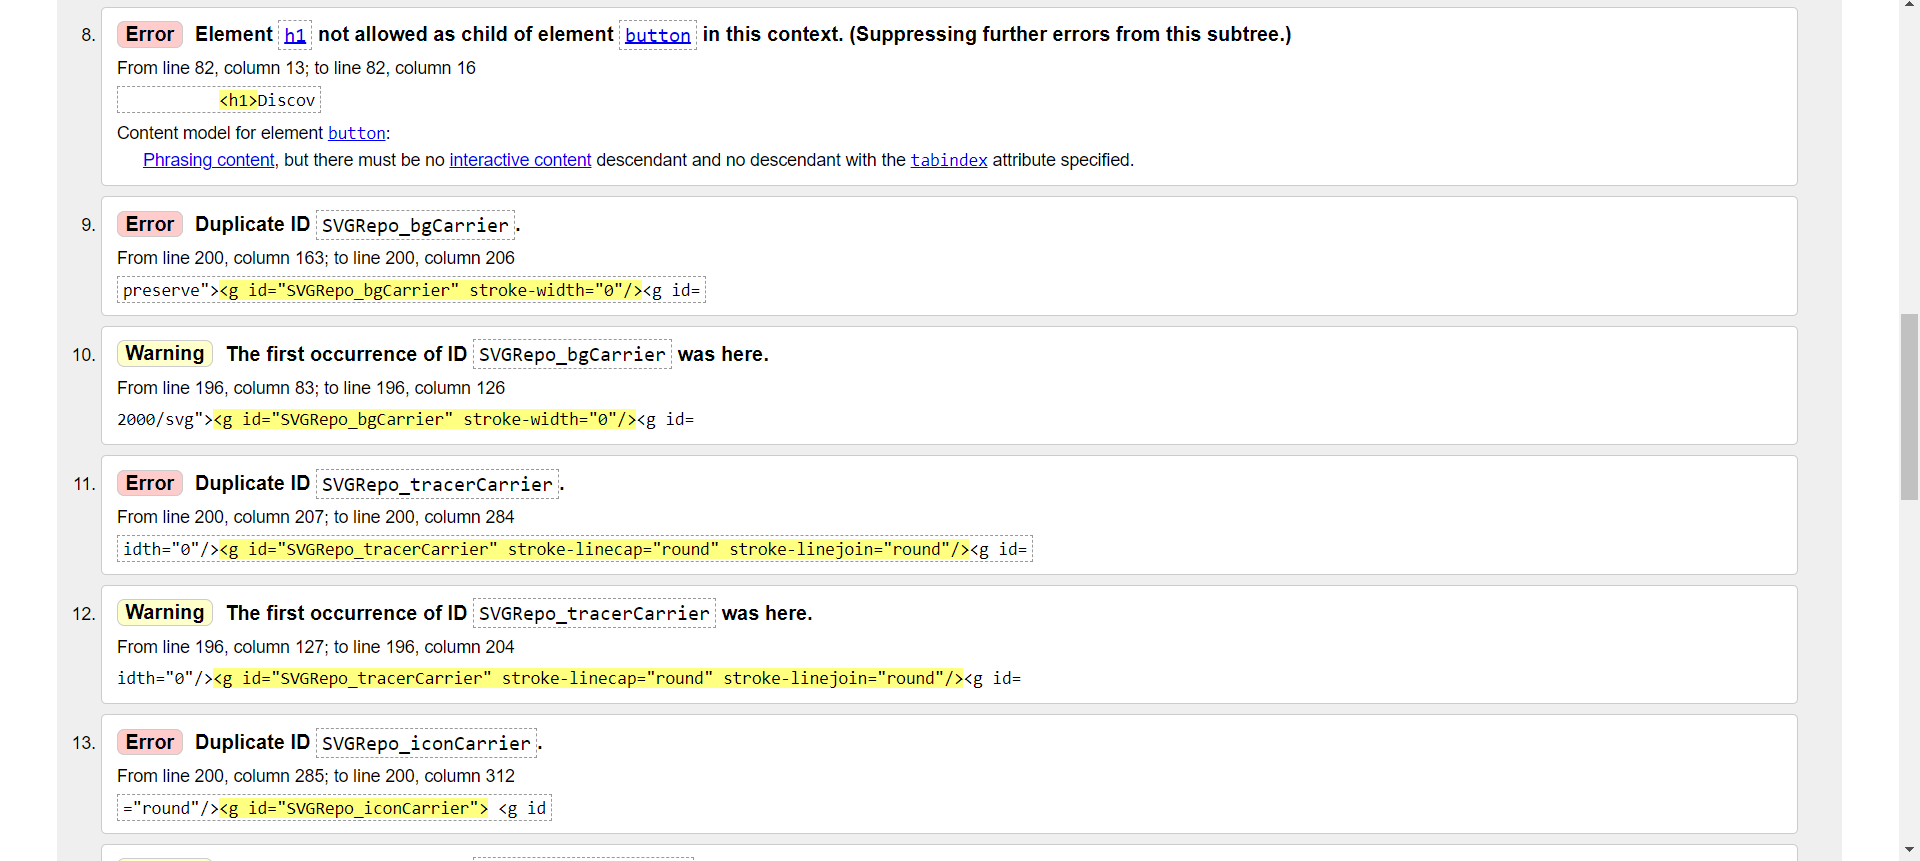 8. Error Element h1 not allowed as child of element button in this context. (Suppressing further errors from this subtree.)
From line 82, column 13; to line 82, column 16
<h1>Discov
Content model for element button:
Phrasing content, but there must be no interactive content descendant and no descendant with the tabindex attribute specified.
9. Error Duplicate ID SVGRepo_bgCarrier.
From line 200, column 163; to line 200, column 206
preserve"><g id="SVGRepo_bgCarrier" stroke-width="0"/><g id=
10. Warning The first occurrence of ID SVGRepo_bgCarrier was here.
From line 196, column 83; to line 196, column 126
2000/svg"><g id="SVGRepo_bgCarrier" stroke-width="0"/><g id=
11. Error Duplicate ID SVGRepo_tracerCarrier.
From line 200, column 207; to line 200, column 284
idth="0"/><g id="SVGRepo_tracerCarrier" stroke-linecap="round" stroke-linejoin="round"/><g id=
12. Warning The first occurrence of ID SVGRepo_tracerCarrier was here.
From line 196, column 127; to line 196, column 204
idth="0"/><g id="SVGRepo_tracerCarrier" stroke-linecap="round" stroke-linejoin="round"/><g id=
13. Error Duplicate ID SVGRepo_iconCarrier.
From line 200, column 285; to line 200, column 312
="round"/><g id="SVGRepo_iconCarrier"> <g id